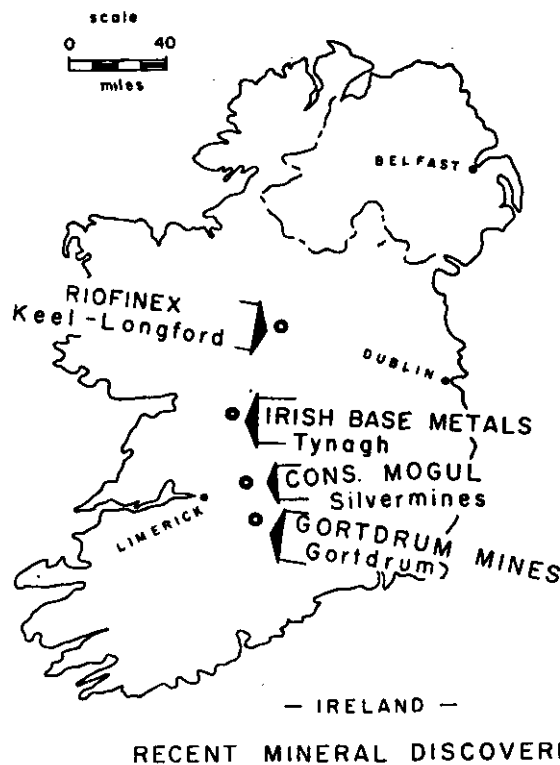 scale
0 40
miles
BELFAST
RIOFINEX
Keel-Longford
DUBLIN
IRISH BASE METALS
Tynagh
CONS. MOGUL
Silvermines
LIMERICK
GORTDRUM MINES
Gortdrum
— IRELAND —
RECENT MINERAL